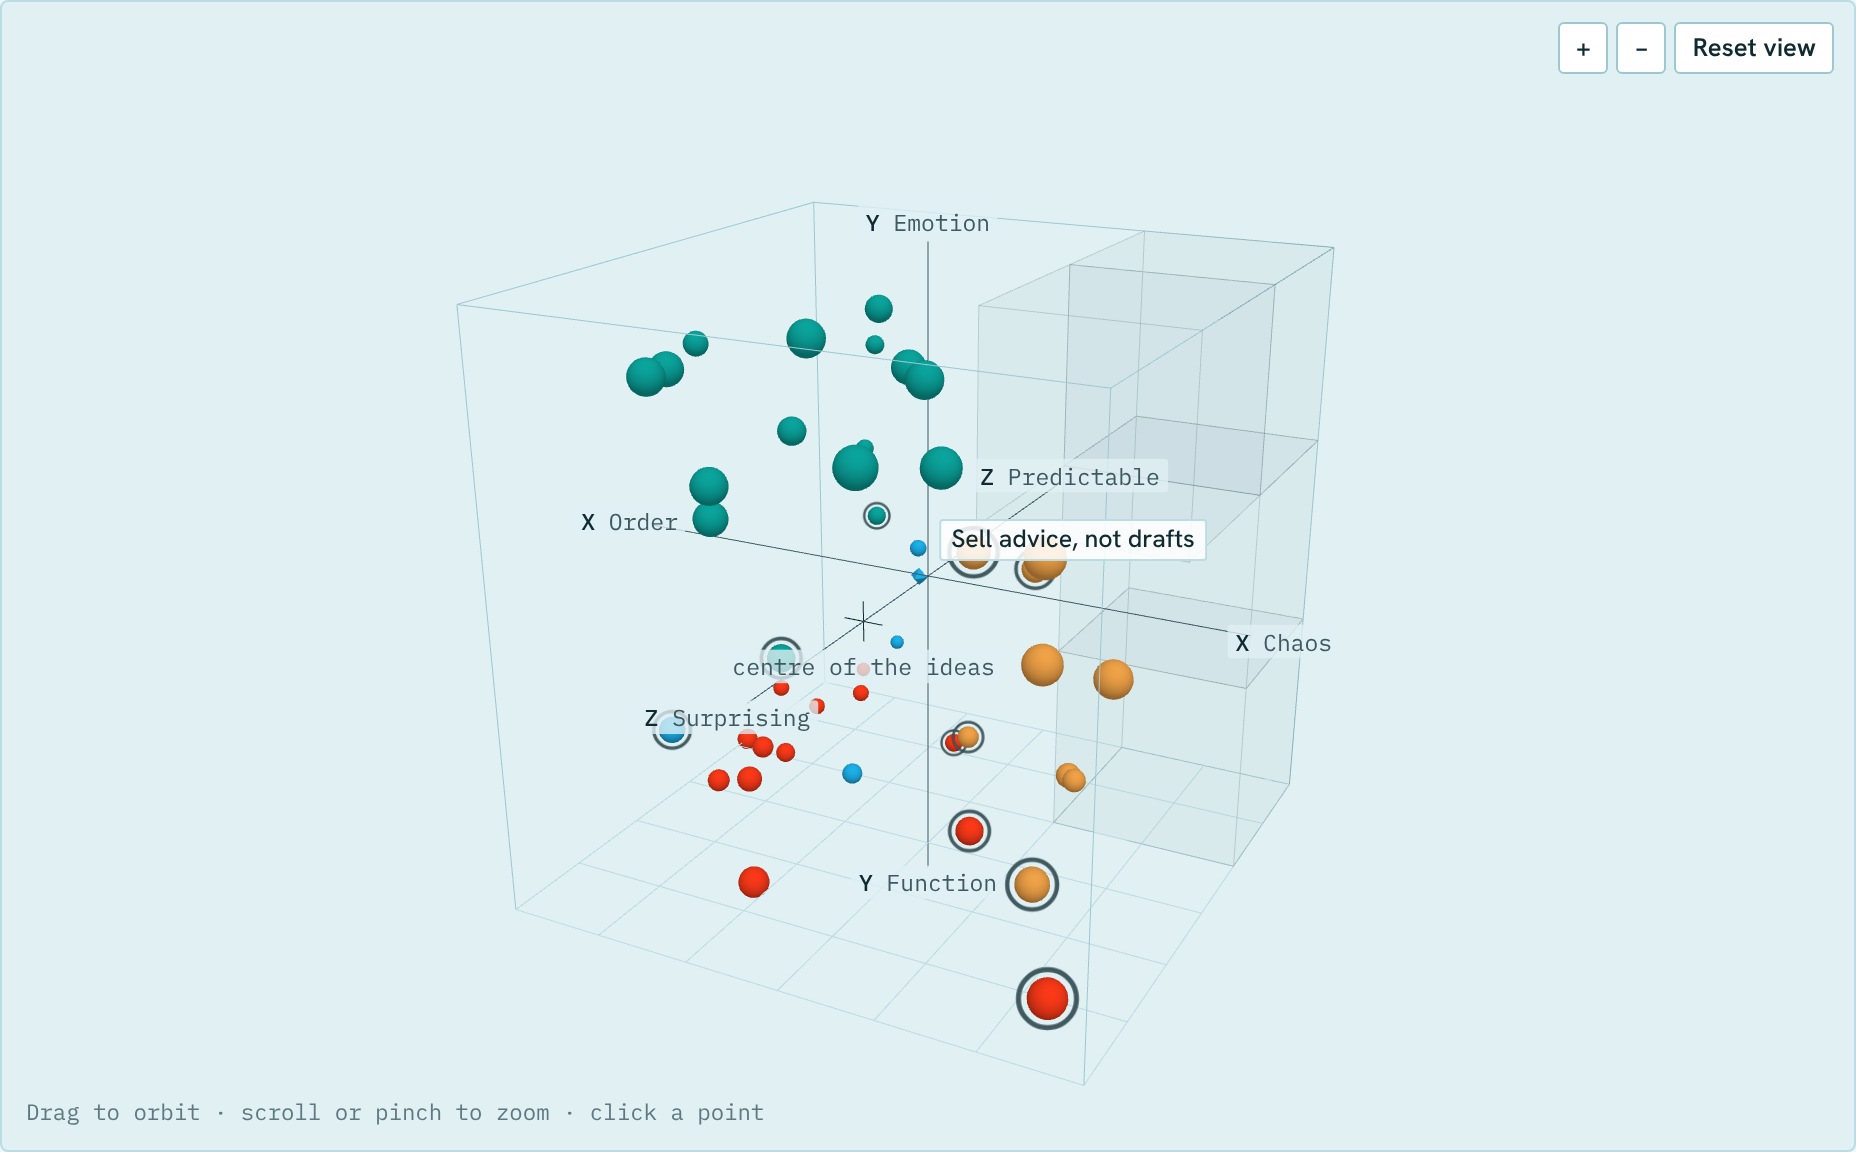 +
−
Reset view
Y Emotion
Z Predictable
X Order
Sell advice, not drafts
X Chaos
centre of the ideas
Z Surprising
Y Function
Drag to orbit · scroll or pinch to zoom · click a point